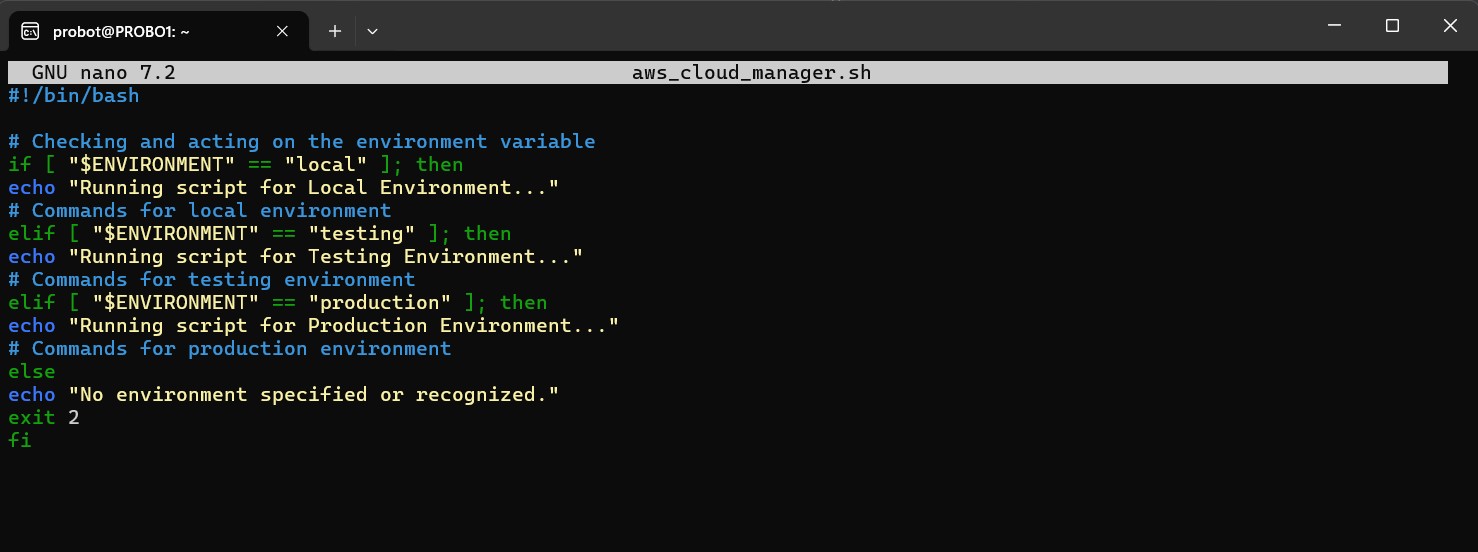 probot@PROBO1: ~
GNU nano 7.2 aws_cloud_manager.sh
#!/bin/bash
# Checking and acting on the environment variable
if [ "$ENVIRONMENT" == "local" ]; then
echo "Running script for Local Environment..."
# Commands for local environment
elif [ "$ENVIRONMENT" == "testing" ]; then
echo "Running script for Testing Environment..."
# Commands for testing environment
elif [ "$ENVIRONMENT" == "production" ]; then
echo "Running script for Production Environment..."
# Commands for production environment
else
echo "No environment specified or recognized."
exit 2
fi